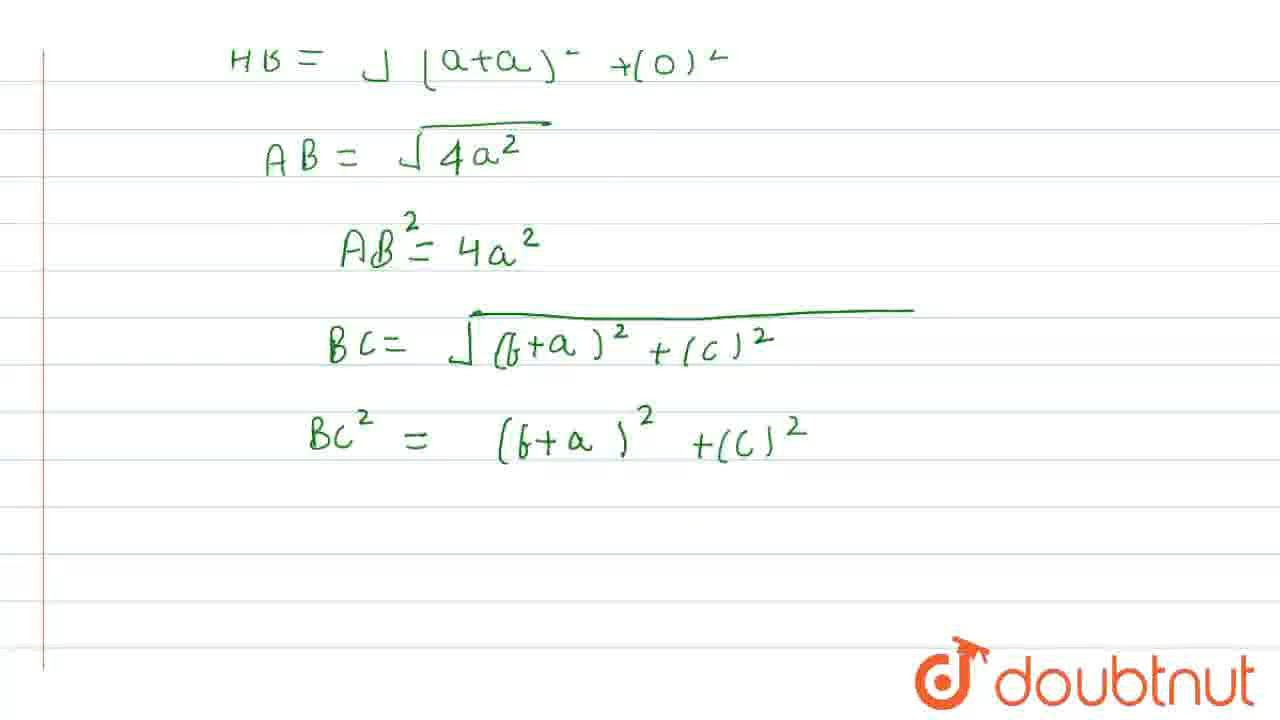 AB = √(a+a)² + (0)²
AB = √4a²
AB² = 4a²
BC = √(b+a)² + (c)²
BC² = (b+a)² + (c)²
doubtnut